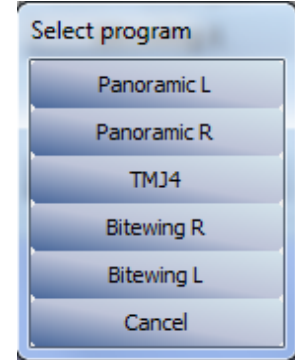 Select program
Panoramic L
Panoramic R
TMJ4
Bitewing R
Bitewing L
Cancel